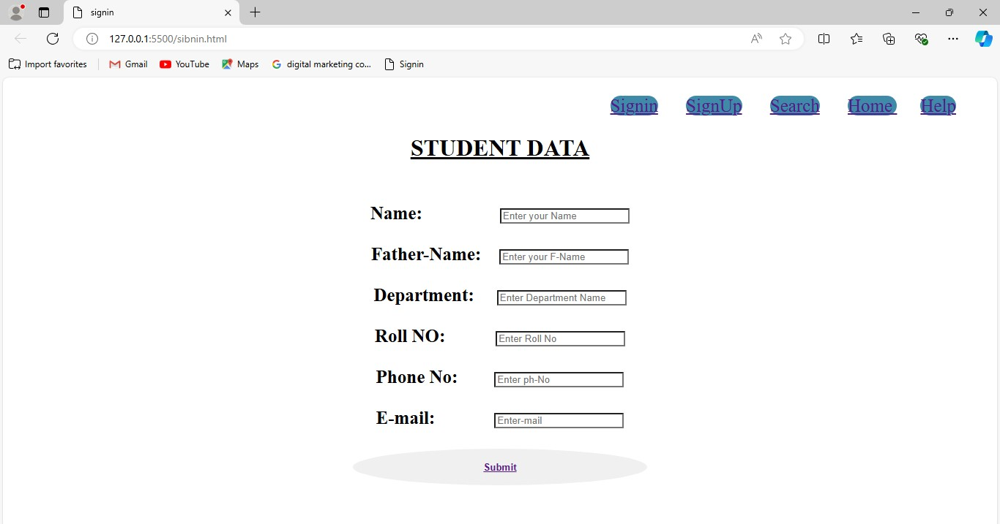 signin
127.0.0.1:5500/sibnin.html
Import favorites Gmail YouTube Maps digital marketing co... Signin
Signin SignUp Search Home Help
STUDENT DATA
Name: Enter your Name
Father-Name: Enter your F-Name
Department: Enter Department Name
Roll NO: Enter Roll No
Phone No: Enter ph-No
E-mail: Enter-mail
Submit